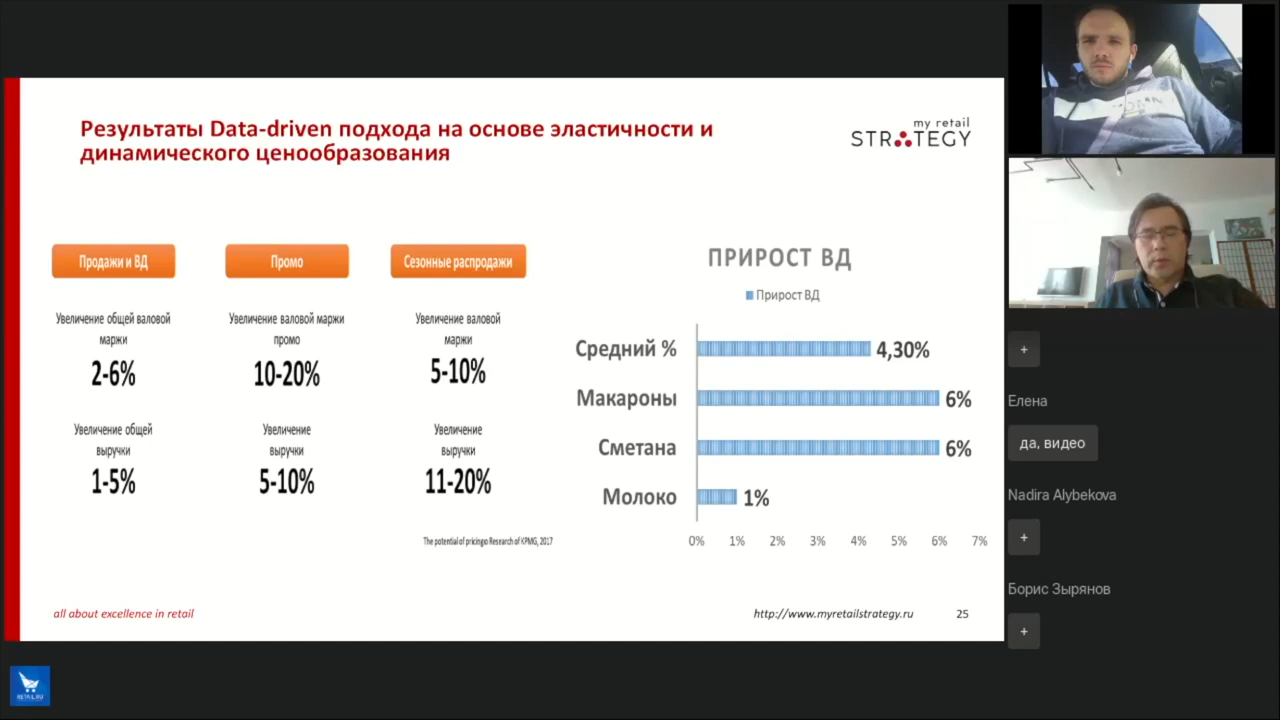 Результаты Data-driven подхода на основе эластичности и
динамического ценообразования
my retail
STRATEGY
Продажи и ВД
Увеличение общей валовой
маржи
2-6%
Увеличение общей
выручки
1-5%
Промо
Увеличение валовой маржи
промо
10-20%
Увеличение
выручки
5-10%
Сезонные распродажи
Увеличение валовой
маржи
5-10%
Увеличение
выручки
11-20%
The potential of pricingю Research of KPMG, 2017
ПРИРОСТ ВД
Прирост ВД
Средний % 4,30%
Макароны 6%
Сметана 6%
Молоко 1%
0% 1% 2% 3% 4% 5% 6% 7%
all about excellence in retail
http://www.myretailstrategy.ru 25
RETAIL.RU
+
Елена
да, видео
Nadira Alybekova
+
Борис Зырянов
+